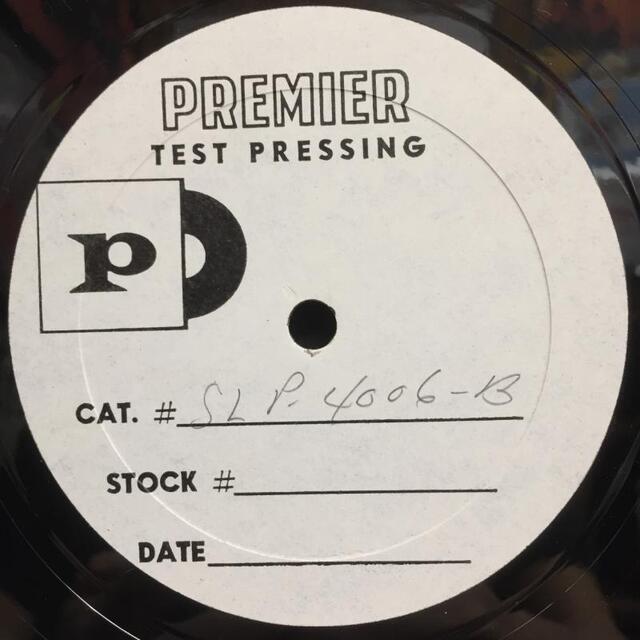 PREMIER
TEST PRESSING
p
CAT. # SLP. 4006-B
STOCK #
DATE